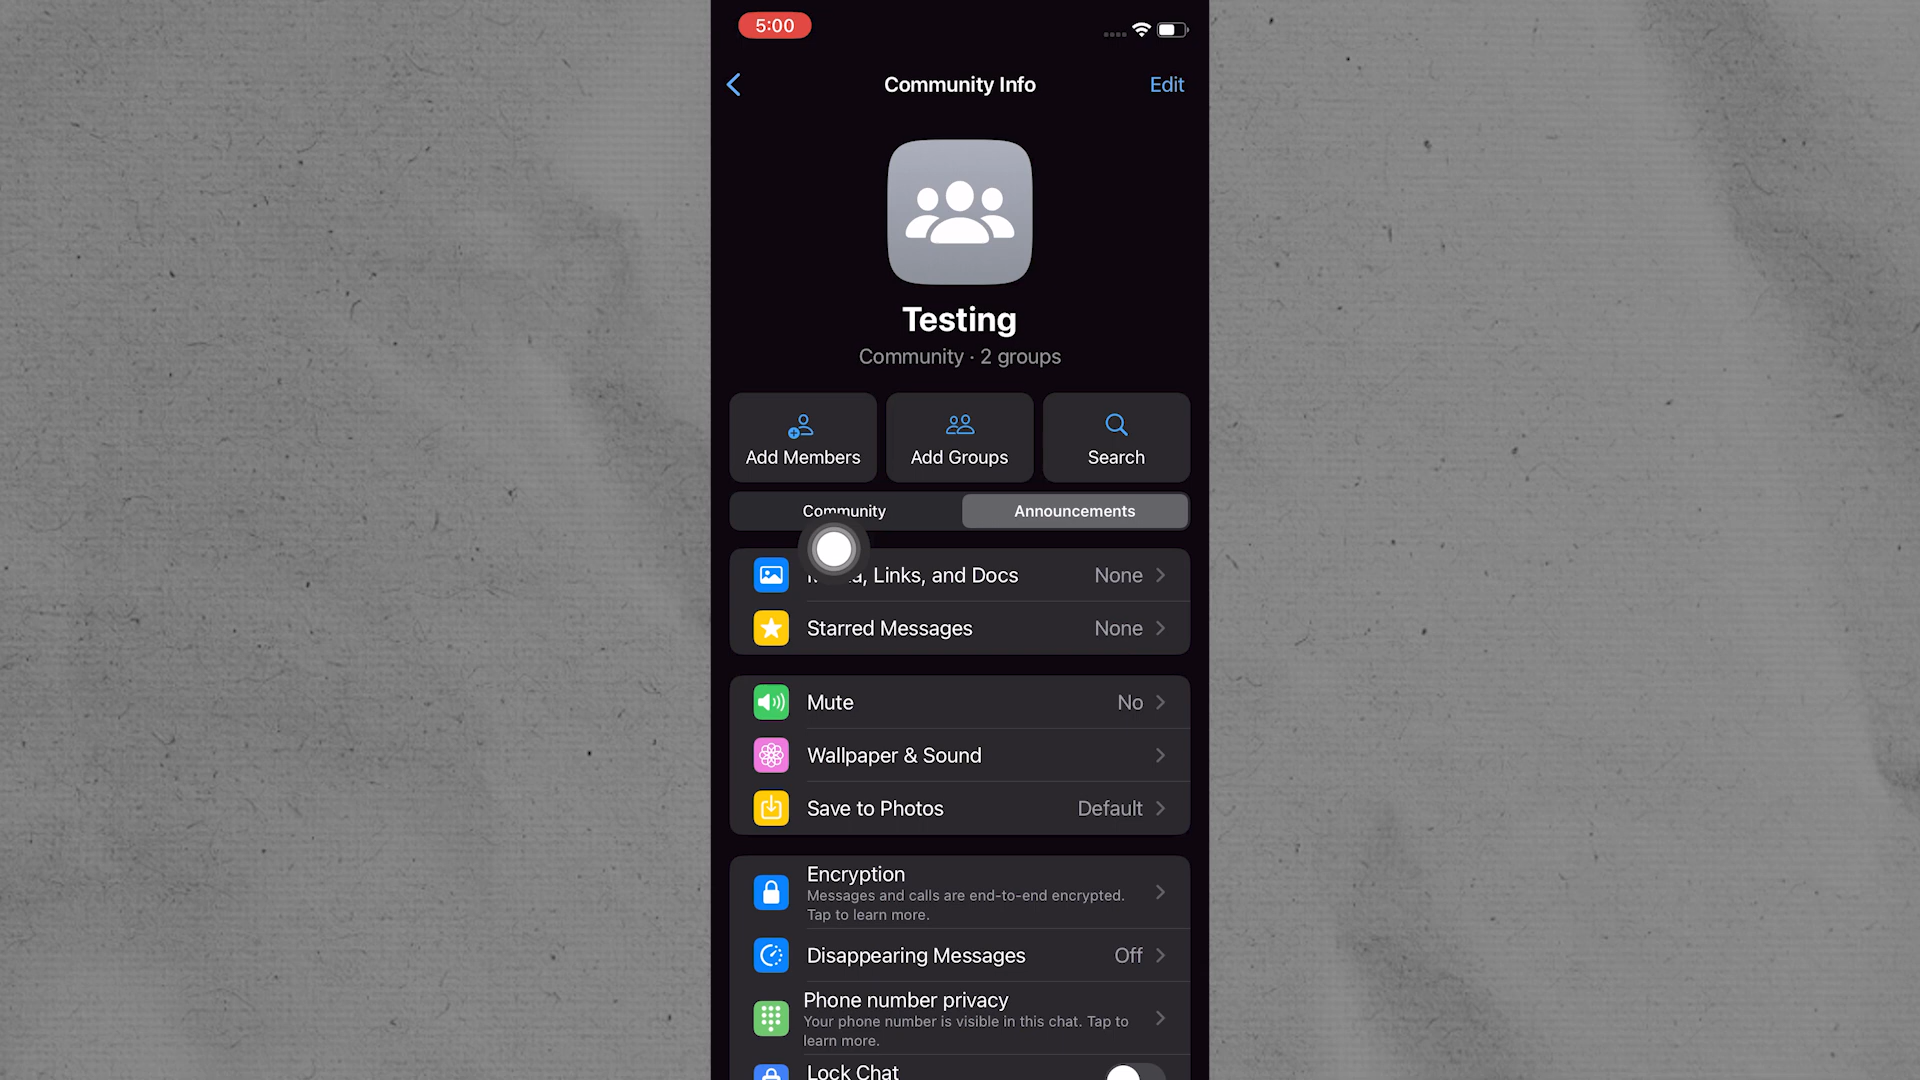 5:00
Community Info
Edit
Testing
Community · 2 groups
Add Members
Add Groups
Search
Community
Announcements
Links, and Docs
None
Starred Messages
None
Mute
No
Wallpaper & Sound
Save to Photos
Default
Encryption
Messages and calls are end-to-end encrypted.
Tap to learn more.
Disappearing Messages
Off
Phone number privacy
Your phone number is visible in this chat. Tap to
learn more.
Lock Chat